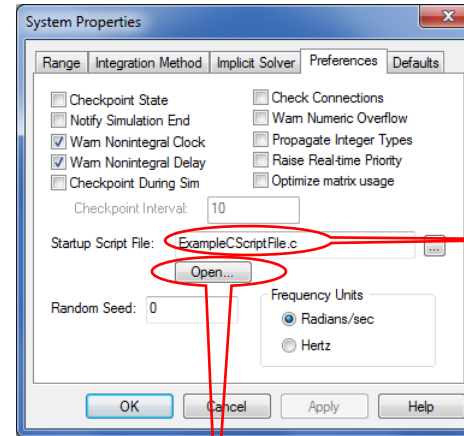 System Properties
Range Integration Method Implicit Solver Preferences Defaults
Checkpoint State Check Connections
Notify Simulation End Warn Numeric Overflow
Warn Nonintegral Clock Propagate Integer Types
Warn Nonintegral Delay Raise Real-time Priority
Checkpoint During Sim Optimize matrix usage
Checkpoint Interval: 10
Startup Script File: ExampleCScriptFile.c ...
Open...
Frequency Units
Random Seed: 0 Radians/sec
Hertz
OK Cancel Apply Help